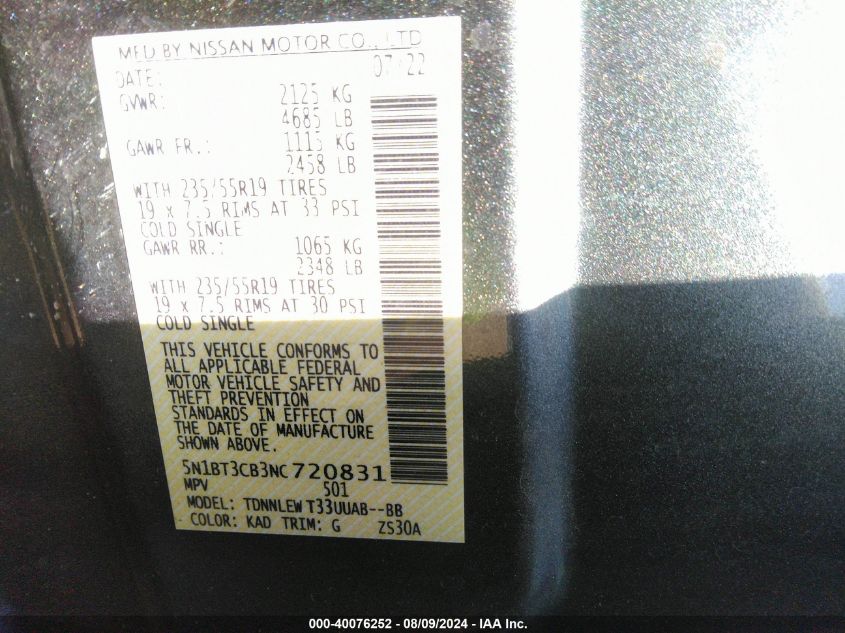 MFD BY NISSAN MOTOR CO., LTD
DATE: 07/22
GVWR: 2125 KG
4685 LB
GAWR FR.: 1115 KG
2458 LB
WITH 235/55R19 TIRES
19 x 7.5 RIMS AT 33 PSI
COLD SINGLE
GAWR RR.: 1065 KG
2348 LB
WITH 235/55R19 TIRES
19 x 7.5 RIMS AT 30 PSI
COLD SINGLE
THIS VEHICLE CONFORMS TO
ALL APPLICABLE FEDERAL
MOTOR VEHICLE SAFETY AND
THEFT PREVENTION
STANDARDS IN EFFECT ON
THE DATE OF MANUFACTURE
SHOWN ABOVE.
5N1BT3CB3NC720831
MPV 501
MODEL: TDNNLEW T33UUAB--BB
COLOR: KAD TRIM: G ZS30A
000-40076252 - 08/09/2024 - IAA Inc.